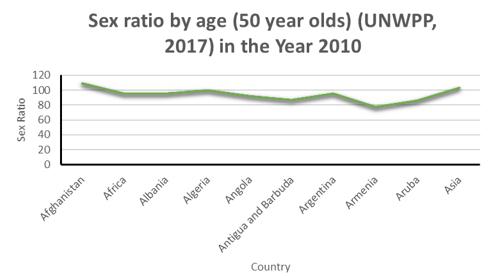 Sex ratio by age (50 year olds) (UNWPP,
2017) in the Year 2010
120
100
80
60
40
20
0
Sex Ratio
Afghanistan
Africa
Albania
Algeria
Angola
Antigua and Barbuda
Argentina
Armenia
Aruba
Asia
Country